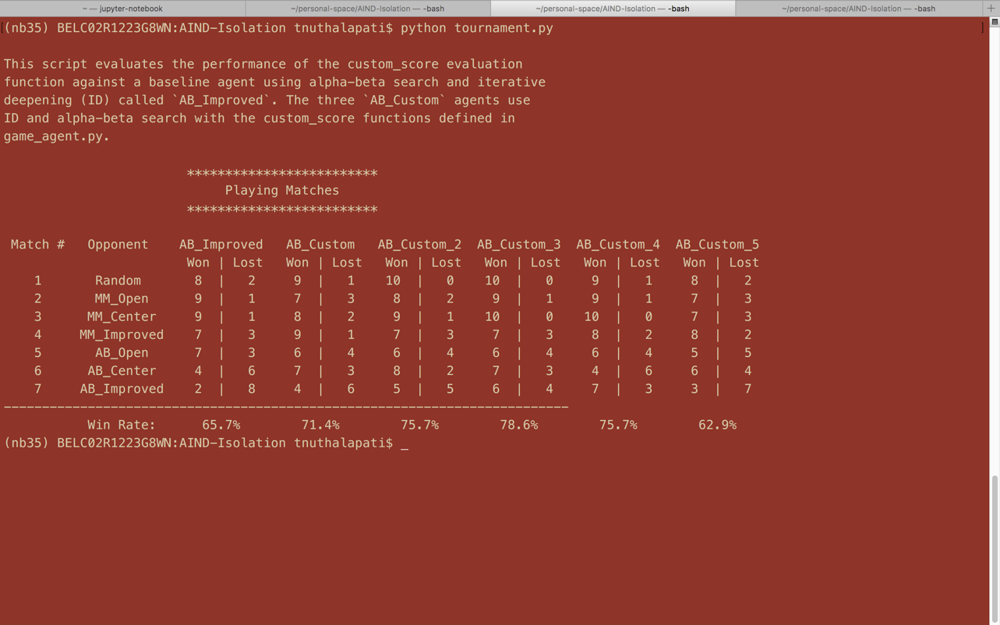 ~ — jupyter-notebook ~/personal-space/AIND-Isolation — -bash ~/personal-space/AIND-Isolation — -bash ~/personal-space/AIND-Isolation — -bash +
[(nb35) BELC02R1223G8WN:AIND-Isolation tnuthalapati$ python tournament.py ]
This script evaluates the performance of the custom_score evaluation
function against a baseline agent using alpha-beta search and iterative
deepening (ID) called `AB_Improved`. The three `AB_Custom` agents use
ID and alpha-beta search with the custom_score functions defined in
game_agent.py.
*************************
Playing Matches
*************************
Match # Opponent AB_Improved AB_Custom AB_Custom_2 AB_Custom_3 AB_Custom_4 AB_Custom_5
Won | Lost Won | Lost Won | Lost Won | Lost Won | Lost Won | Lost
1 Random 8 | 2 9 | 1 10 | 0 10 | 0 9 | 1 8 | 2
2 MM_Open 9 | 1 7 | 3 8 | 2 9 | 1 9 | 1 7 | 3
3 MM_Center 9 | 1 8 | 2 9 | 1 10 | 0 10 | 0 7 | 3
4 MM_Improved 7 | 3 9 | 1 7 | 3 7 | 3 8 | 2 8 | 2
5 AB_Open 7 | 3 6 | 4 6 | 4 6 | 4 6 | 4 5 | 5
6 AB_Center 4 | 6 7 | 3 8 | 2 7 | 3 4 | 6 6 | 4
7 AB_Improved 2 | 8 4 | 6 5 | 5 6 | 4 7 | 3 3 | 7
--------------------------------------------------------------------------
Win Rate: 65.7% 71.4% 75.7% 78.6% 75.7% 62.9%
(nb35) BELC02R1223G8WN:AIND-Isolation tnuthalapati$ _